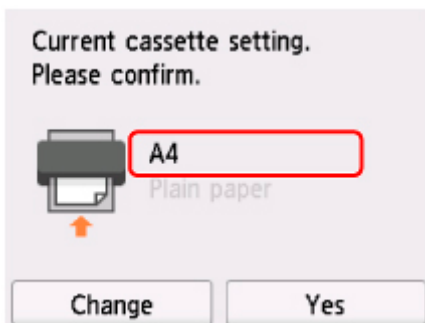 Current cassette setting.
Please confirm.
A4
Plain paper
Change
Yes